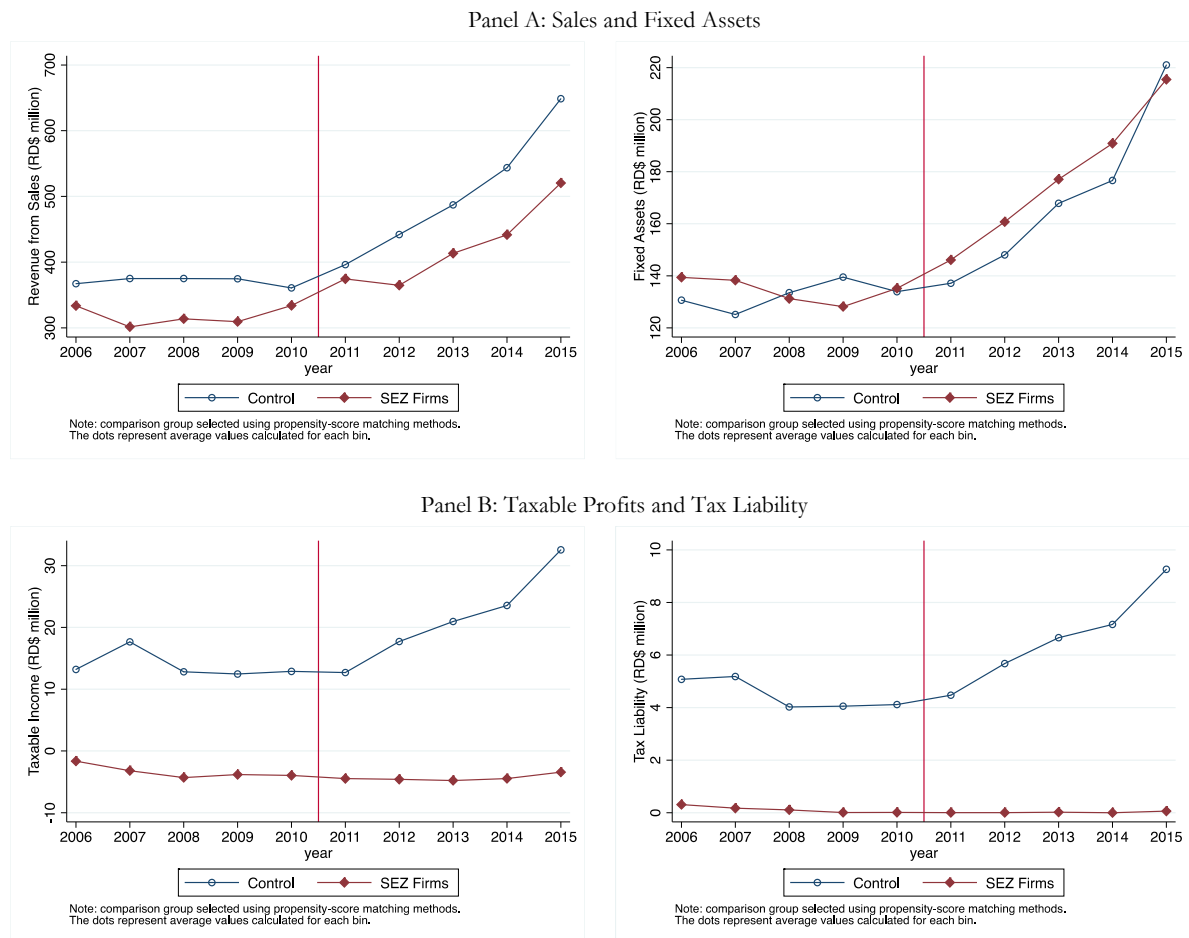 Panel A: Sales and Fixed Assets
Revenue from Sales (RD$ million)
700
600
500
400
300
2006 2007 2008 2009 2010 2011 2012 2013 2014 2015
year
Control SEZ Firms
Note: comparison group selected using propensity-score matching methods.
The dots represent average values calculated for each bin.
Fixed Assets (RD$ million)
220
200
180
160
140
120
2006 2007 2008 2009 2010 2011 2012 2013 2014 2015
year
Control SEZ Firms
Note: comparison group selected using propensity-score matching methods.
The dots represent average values calculated for each bin.
Panel B: Taxable Profits and Tax Liability
Taxable Income (RD$ million)
30
20
10
0
-10
2006 2007 2008 2009 2010 2011 2012 2013 2014 2015
year
Control SEZ Firms
Note: comparison group selected using propensity-score matching methods.
The dots represent average values calculated for each bin.
Tax Liability (RD$ million)
10
8
6
4
2
0
2006 2007 2008 2009 2010 2011 2012 2013 2014 2015
year
Control SEZ Firms
Note: comparison group selected using propensity-score matching methods.
The dots represent average values calculated for each bin.